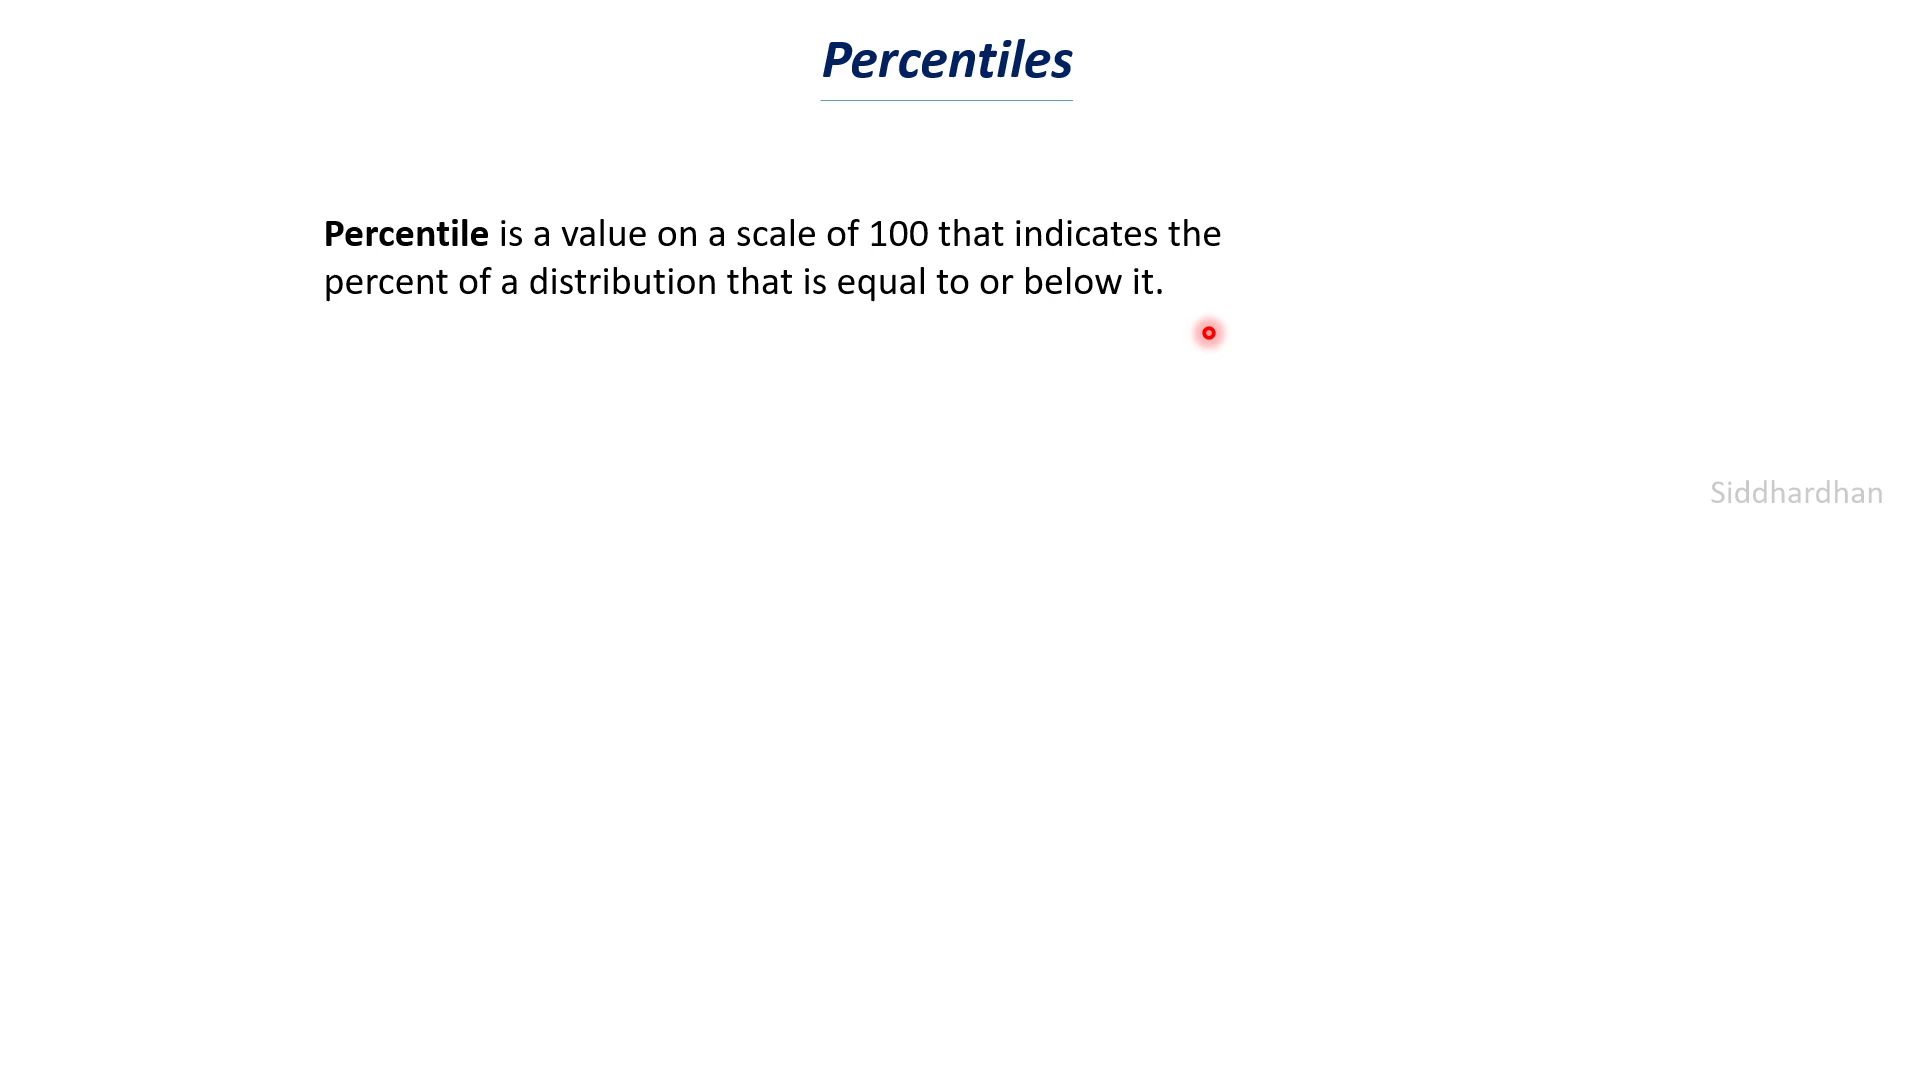 Percentiles
Percentile is a value on a scale of 100 that indicates the
percent of a distribution that is equal to or below it.
Siddhardhan